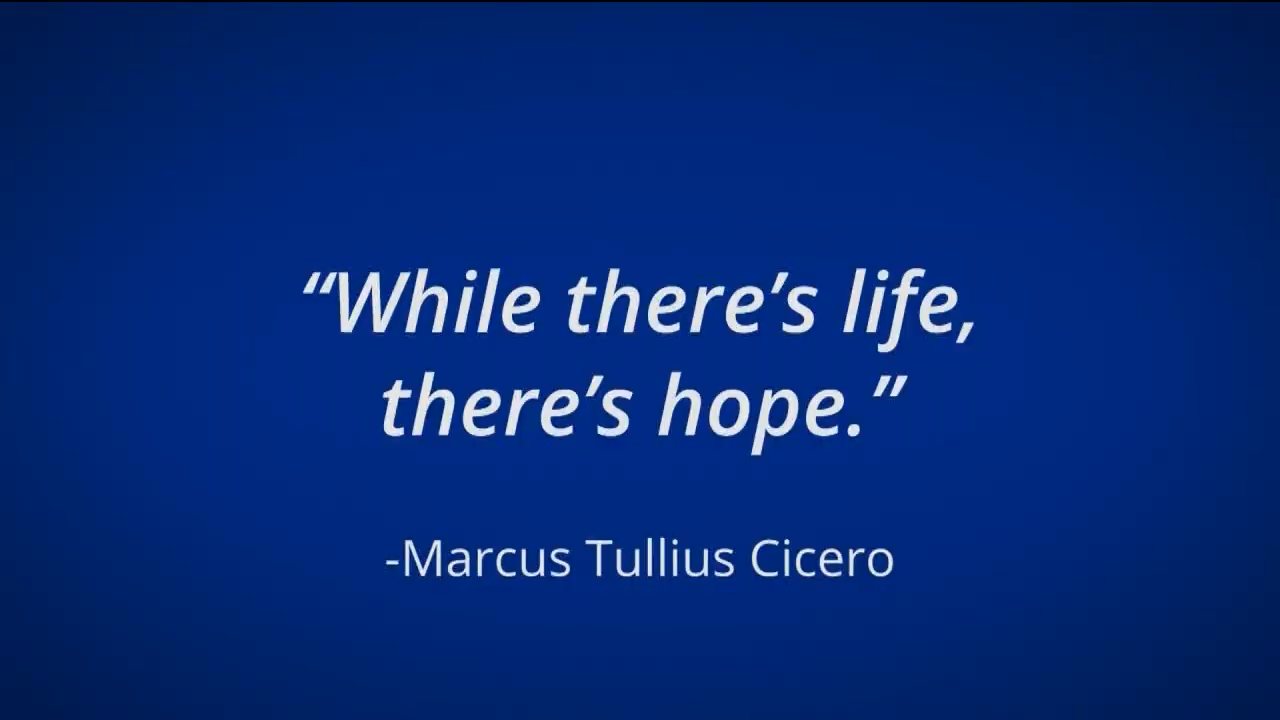 “While there’s life,
there’s hope.”
-Marcus Tullius Cicero